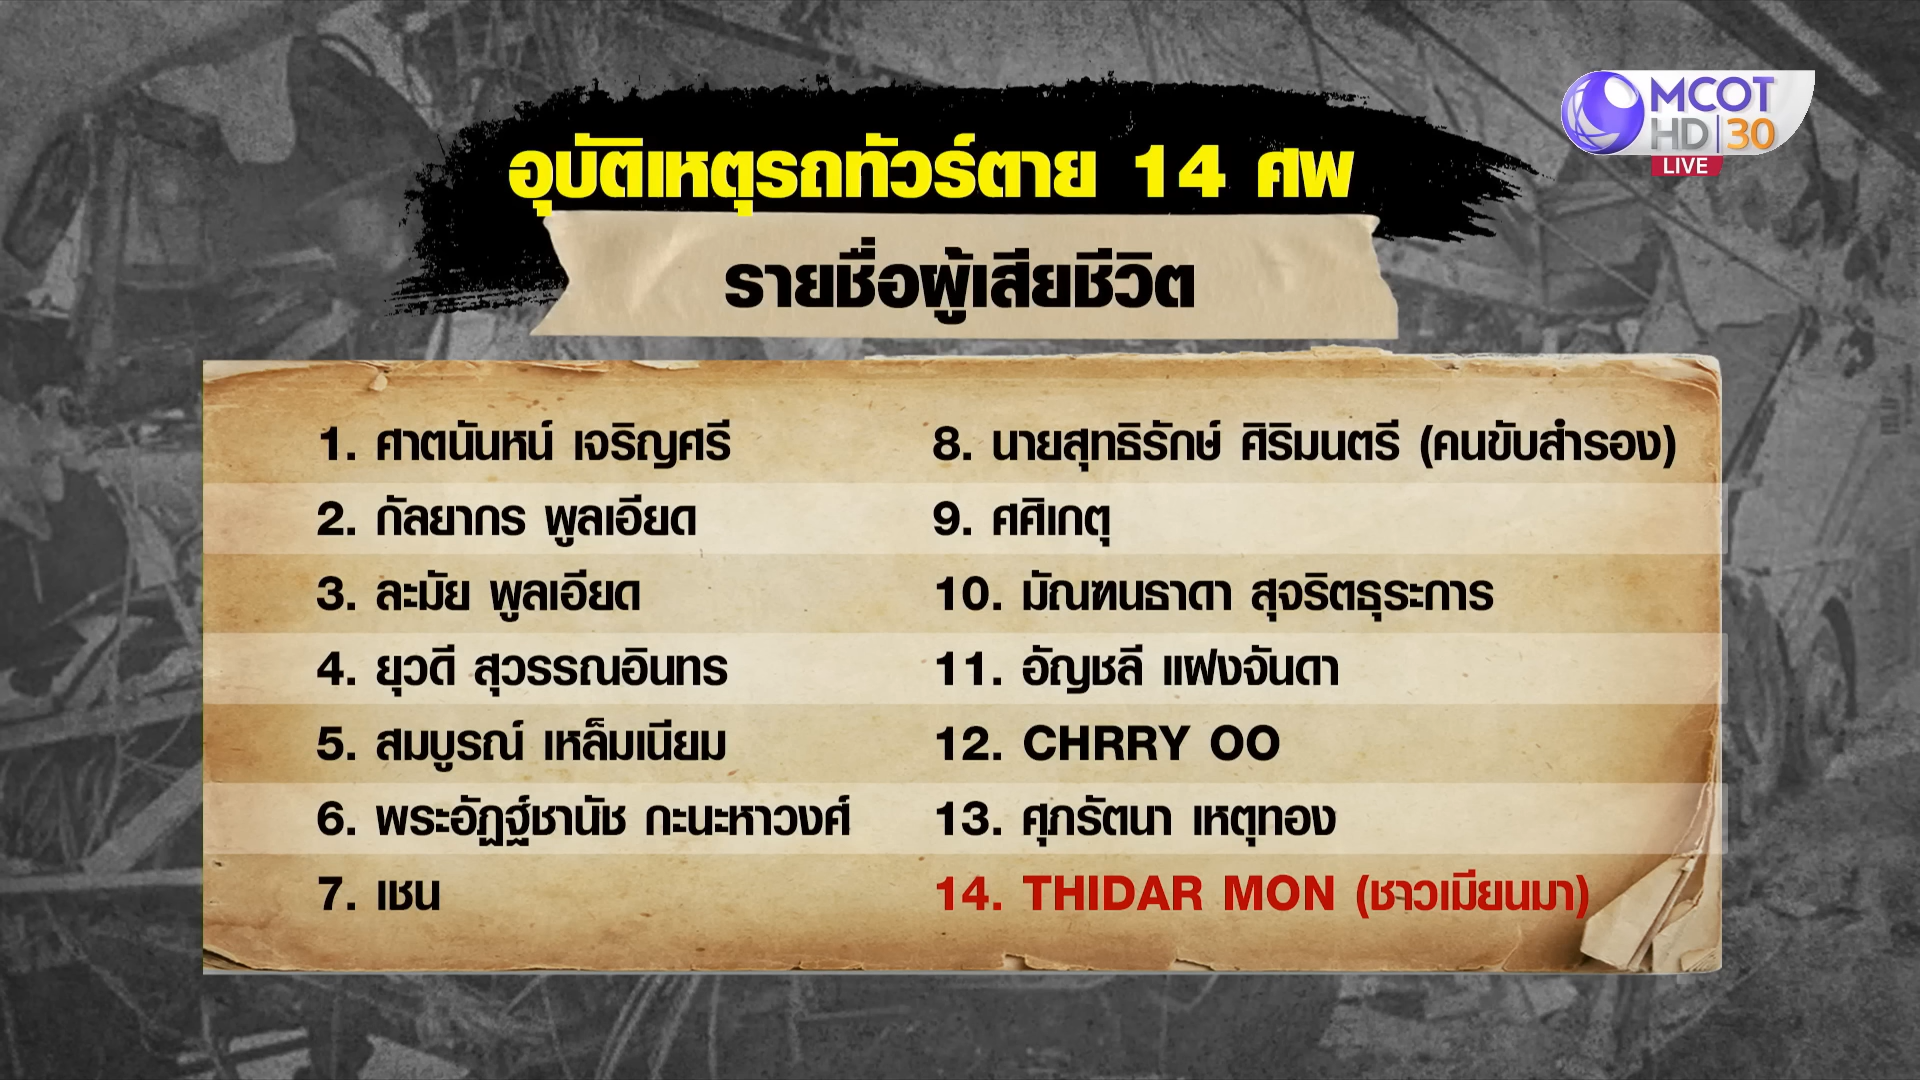 MCOT
HD 30
LIVE
อุบัติเหตุรถทัวร์ตาย 14 ศพ
รายชื่อผู้เสียชีวิต
1. ศาตนันหน์ เจริญศรี
2. กัลยากร พูลเอียด
3. ละมัย พูลเอียด
4. ยุวดี สุวรรณอินทร
5. สมบูรณ์ เหล็มเนียม
6. พระอัฏฐ์ชานัช กะนะหาวงศ์
7. เชน
8. นายสุทธิรักษ์ ศิริมนตรี (คนขับสำรอง)
9. ศศิเกตุ
10. มัณฑนธาดา สุจริตธุระการ
11. อัญชลี แฝงจันดา
12. CHRRY OO
13. ศุภรัตนา เหตุทอง
14. THIDAR MON (ชาวเมียนมา)